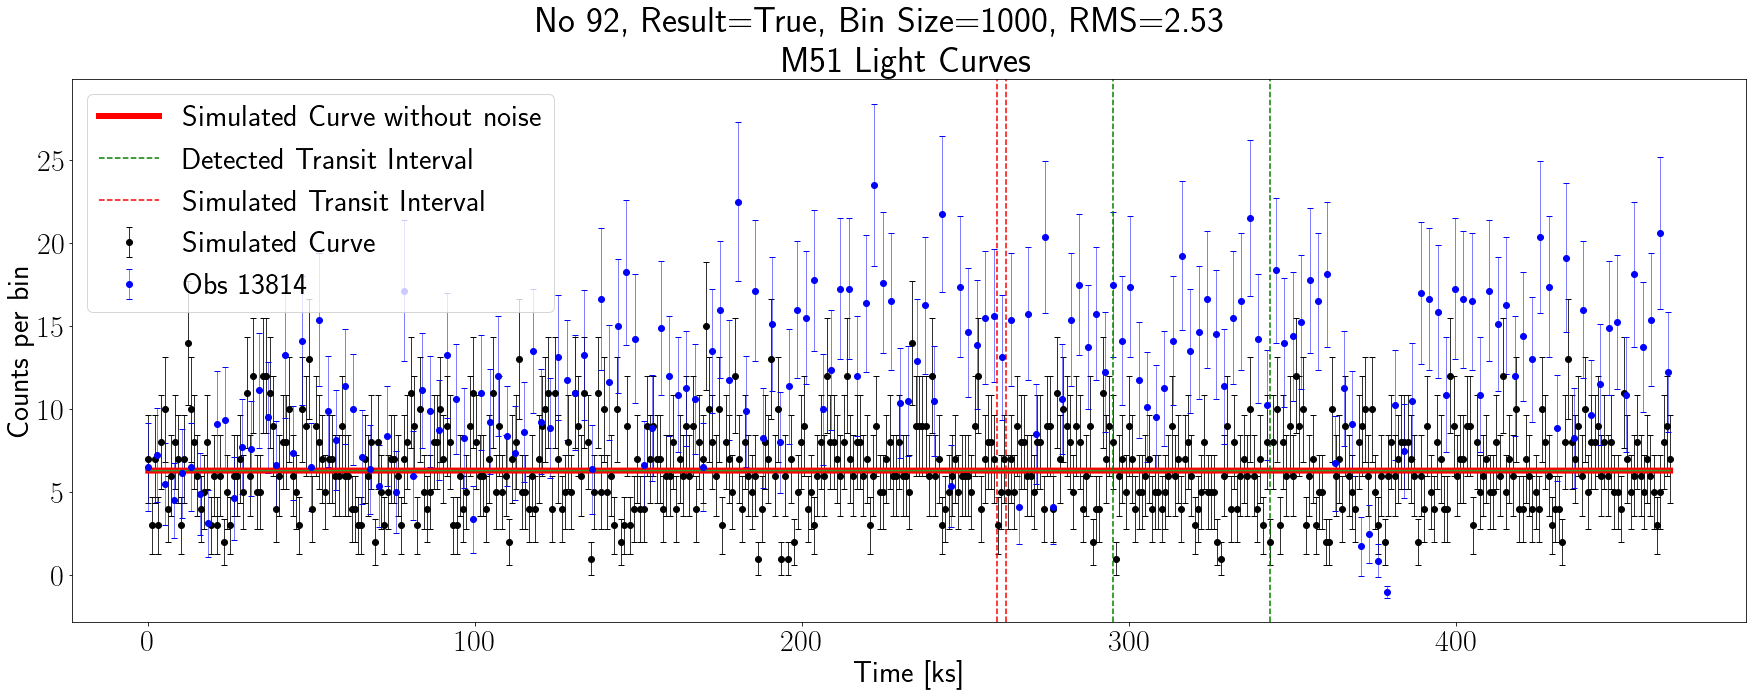 No 92, Result=True, Bin Size=1000, RMS=2.53
M51 Light Curves
Simulated Curve without noise
Detected Transit Interval
Simulated Transit Interval
Simulated Curve
Obs 13814
Counts per bin
25
20
15
10
5
0
0 100 200 300 400
Time [ks]